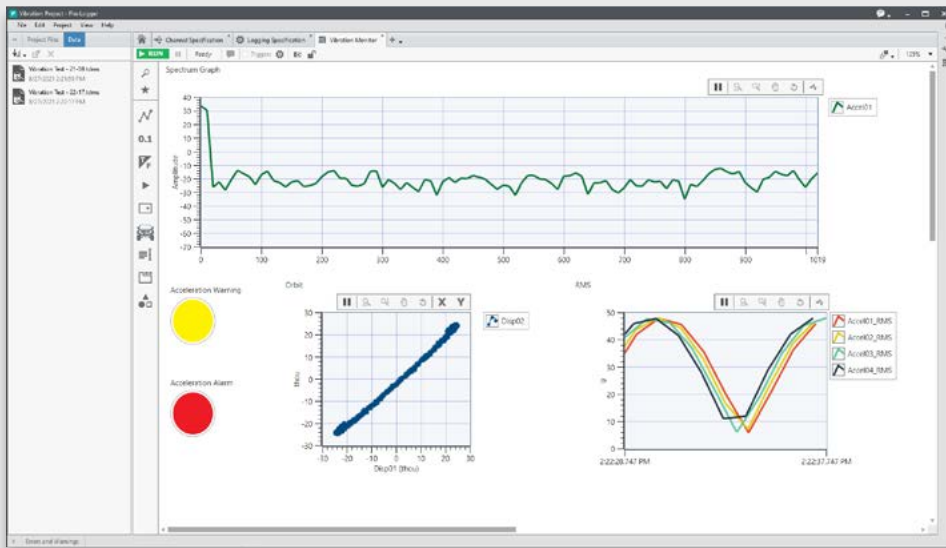 Vibration Project - FlexLogger
File Edit Project View Help
Project Files Data
Channel Specification Logging Specification Vibration Monitor
RUN Ready Triggers 125%
Vibration Test - 21-08.tdms
Vibration Test - 22-17.tdms
0.1
Spectrum Graph
Accel01
Amplitude
40
30
20
10
0
-10
-20
-30
-40
-50
-60
-70
0 100 200 300 400 500 600 700 800 900 1019
Acceleration Warning Orbit RMS
X Y
Disp02
Accel01_RMS
Accel02_RMS
Accel03_RMS
Accel04_RMS
Acceleration Alarm
thou
30
20
10
0
-10
-20
-30
-30 -20 -10 0 10 20 30
Disp01 (thou)
g
50
40
30
20
10
0
2:22:28.747 PM 2:22:37.747 PM
Errors and Warnings